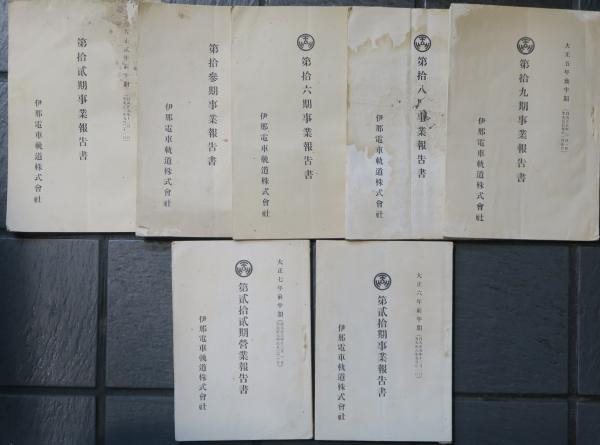 第拾貳期事業報告書
伊那電車軌道株式會社
第拾參期事業報告書
伊那電車軌道株式會社
第拾六期事業報告書
伊那電車軌道株式會社
第拾八期事業報告書
伊那電車軌道株式會社
大正五年後半期
第拾九期事業報告書
伊那電車軌道株式會社
大正七年前半期
第貳拾貳期營業報告書
伊那電車軌道株式會社
大正六年前半期
第貳拾期事業報告書
伊那電車軌道株式會社